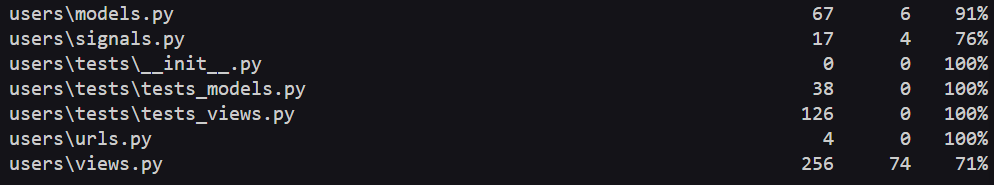 users\models.py 67 6 91%
users\signals.py 17 4 76%
users\tests\__init__.py 0 0 100%
users\tests\tests_models.py 38 0 100%
users\tests\tests_views.py 126 0 100%
users\urls.py 4 0 100%
users\views.py 256 74 71%